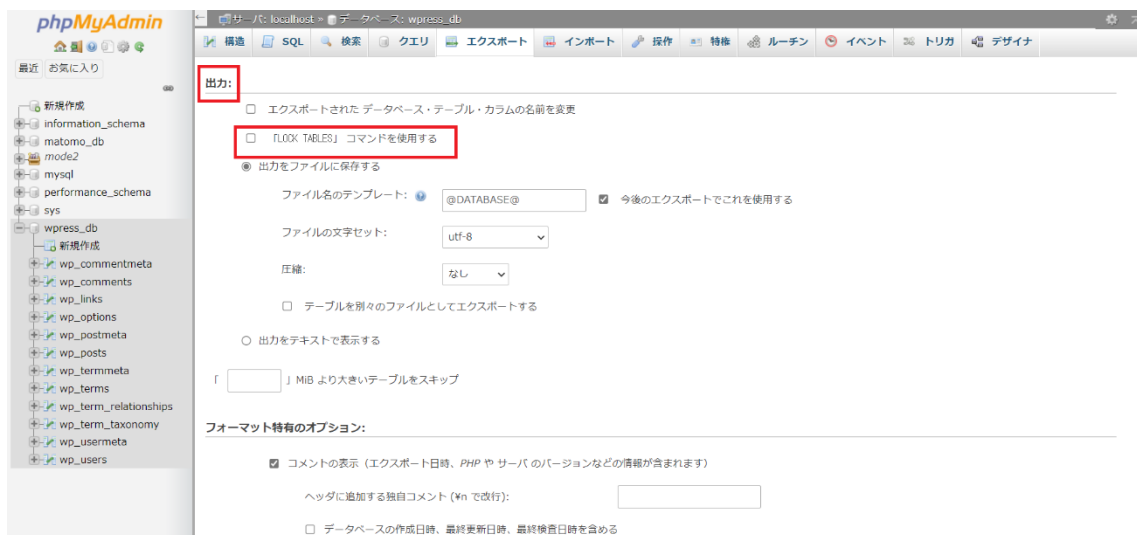 phpMyAdmin
最近 お気に入り
新規作成
information_schema
matomo_db
mode2
mysql
performance_schema
sys
wpress_db
新規作成
wp_commentmeta
wp_comments
wp_links
wp_options
wp_postmeta
wp_posts
wp_termmeta
wp_terms
wp_term_relationships
wp_term_taxonomy
wp_usermeta
wp_users
サーバ: localhost » データベース: wpress_db
構造 SQL 検索 クエリ エクスポート インポート 操作 特権 ルーチン イベント トリガ デザイナ
出力:
エクスポートされた データベース・テーブル・カラムの名前を変更
「LOCK TABLES」 コマンドを使用する
出力をファイルに保存する
ファイル名のテンプレート: @DATABASE@ 今後のエクスポートでこれを使用する
ファイルの文字セット: utf-8
圧縮: なし
テーブルを別々のファイルとしてエクスポートする
出力をテキストで表示する
「 」MiB より大きいテーブルをスキップ
フォーマット特有のオプション:
コメントの表示（エクスポート日時、PHP や サーバ のバージョンなどの情報が含まれます）
ヘッダに追加する独自コメント (¥n で改行):
データベースの作成日時、最終更新日時、最終検査日時を含める